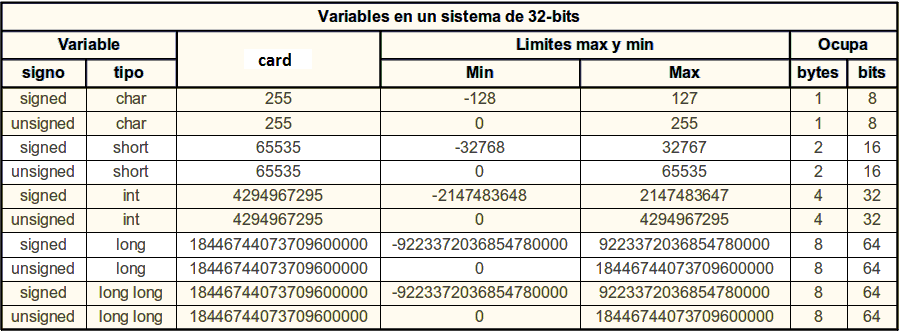 Variables en un sistema de 32-bits
Variable card Limites max y min Ocupa
signo tipo Min Max bytes bits
signed char 255 -128 127 1 8
unsigned char 255 0 255 1 8
signed short 65535 -32768 32767 2 16
unsigned short 65535 0 65535 2 16
signed int 4294967295 -2147483648 2147483647 4 32
unsigned int 4294967295 0 4294967295 4 32
signed long 18446744073709600000 -9223372036854780000 9223372036854780000 8 64
unsigned long 18446744073709600000 0 18446744073709600000 8 64
signed long long 18446744073709600000 -9223372036854780000 9223372036854780000 8 64
unsigned long long 18446744073709600000 0 18446744073709600000 8 64